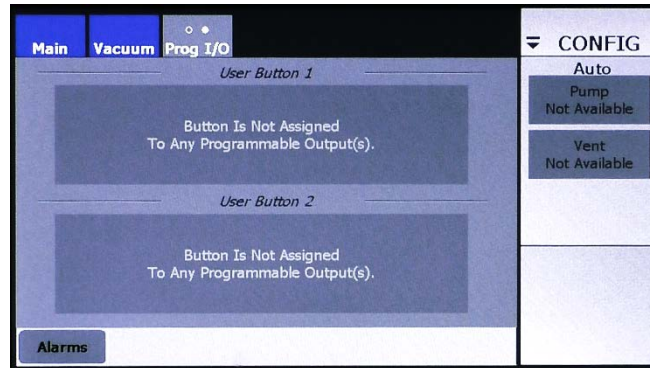 Main
Vacuum
Prog I/O
User Button 1
Button Is Not Assigned
To Any Programmable Output(s).
User Button 2
Button Is Not Assigned
To Any Programmable Output(s).
Alarms
CONFIG
Auto
Pump
Not Available
Vent
Not Available